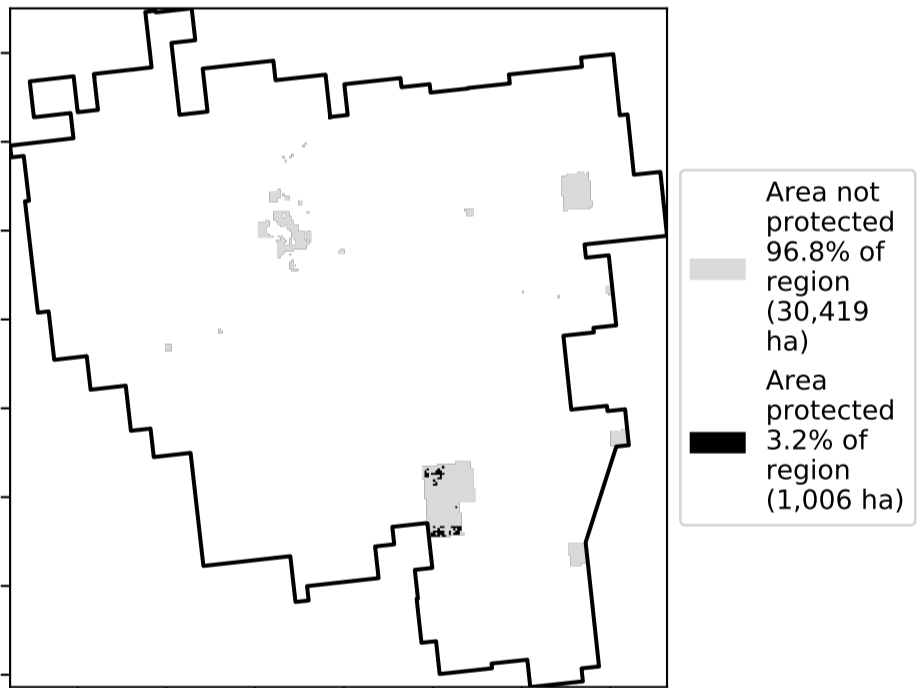 Area not
protected
96.8% of
region
(30,419
ha)
Area
protected
3.2% of
region
(1,006 ha)